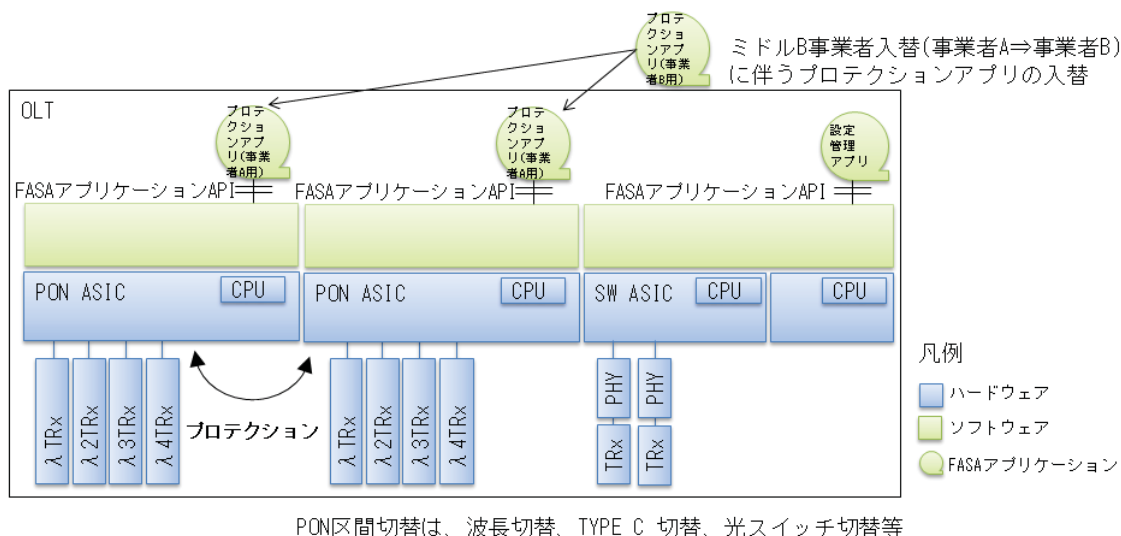 プロテ
クショ
ンアプ
リ(事業
者B用)
ミドルB事業者入替(事業者A⇒事業者B)
に伴うプロテクションアプリの入替
OLT
プロテ
クショ
ンアプ
リ(事業
者A用)
プロテ
クショ
ンアプ
リ(事業
者A用)
設定
管理
アプリ
FASAアプリケーションAPI
FASAアプリケーションAPI
FASAアプリケーションAPI
PON ASIC
CPU
PON ASIC
CPU
SW ASIC
CPU
CPU
λTRx
λ2TRx
λ3TRx
λ4TRx
プロテクション
λTRx
λ2TRx
λ3TRx
λ4TRx
PHY
PHY
TRx
TRx
凡例
ハードウェア
ソフトウェア
FASAアプリケーション
PON区間切替は、波長切替、TYPE C 切替、光スイッチ切替等